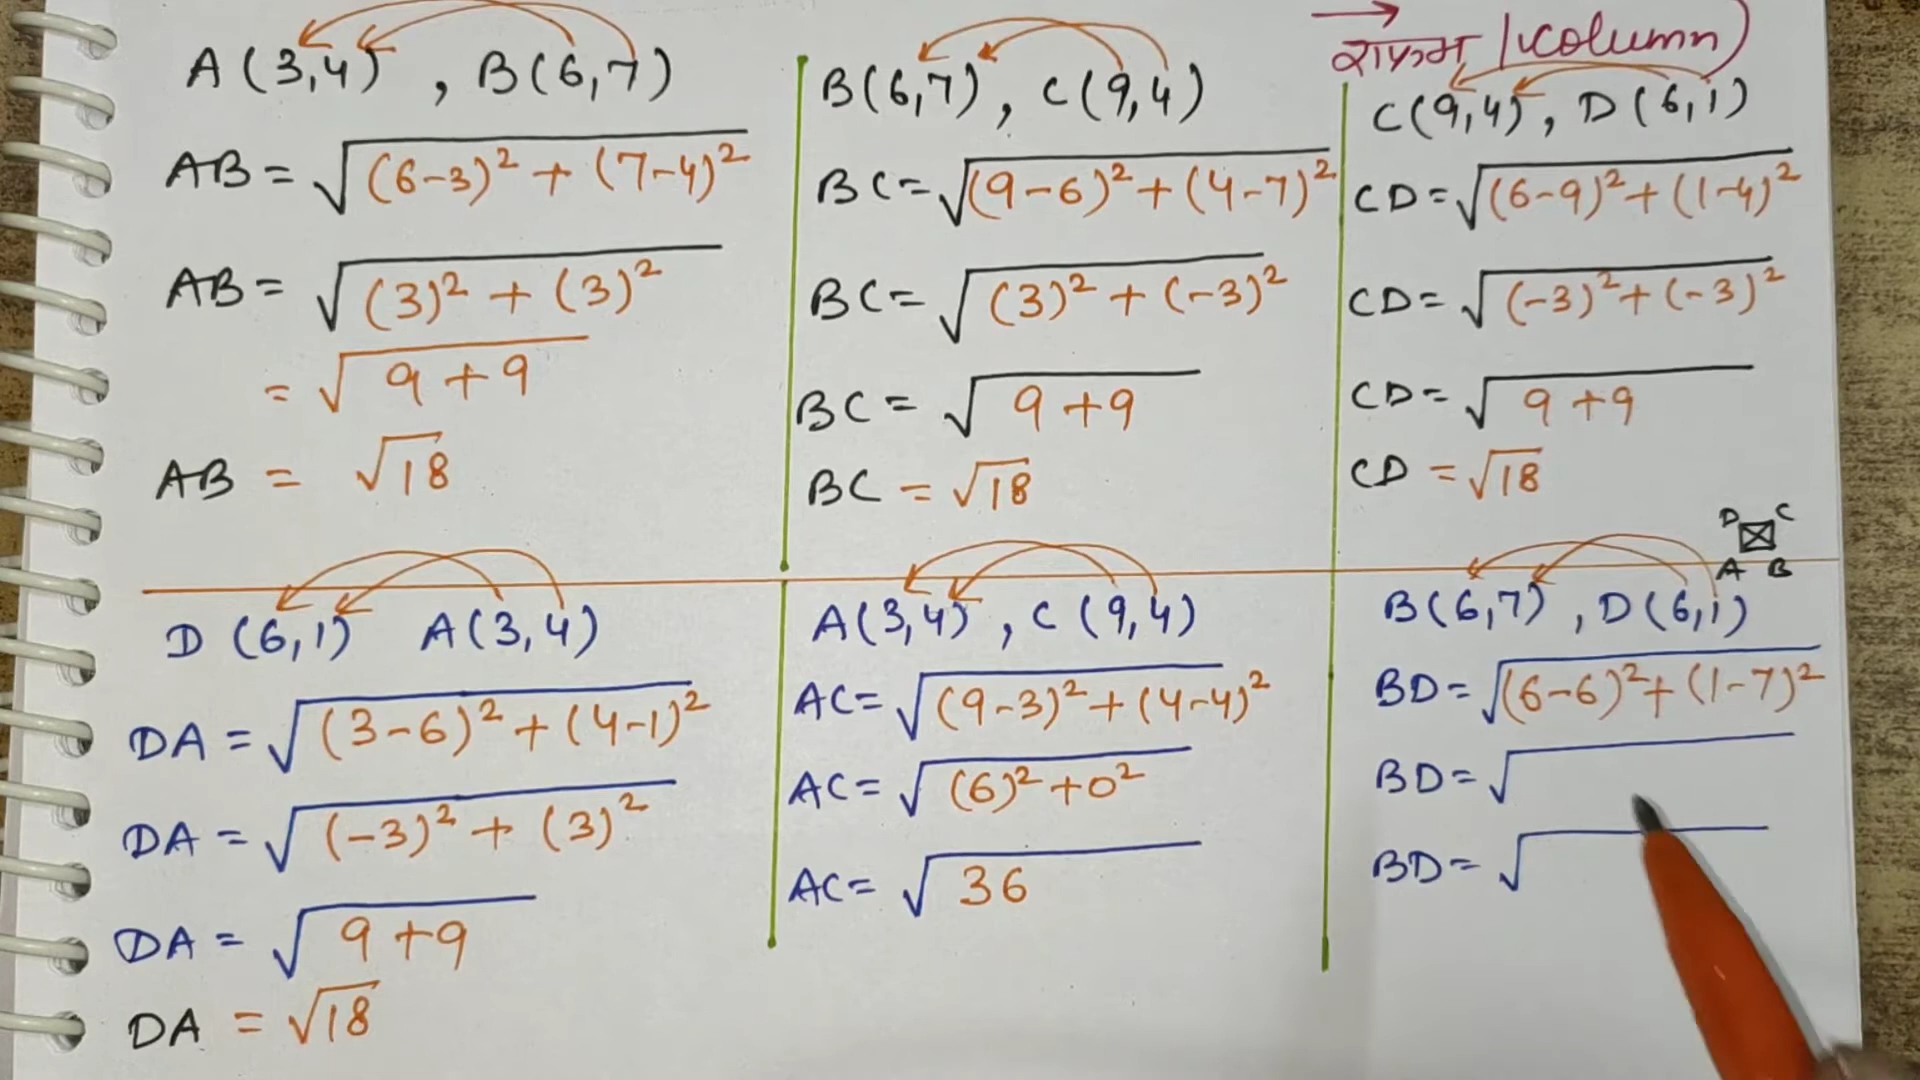 A(3,4) , B(6,7)
AB = √(6-3)² + (7-4)²
AB = √(3)² + (3)²
= √9+9
AB = √18
B(6,7) , C(9,4)
BC = √(9-6)² + (4-7)²
BC = √(3)² + (-3)²
BC = √9+9
BC = √18
/column)
C(9,4) , D(6,1)
CD = √(6-9)² + (1-4)²
CD = √(-3)² + (-3)²
CD = √9+9
CD = √18
D C
A B
D(6,1) A(3,4)
DA = √(3-6)² + (4-1)²
DA = √(-3)² + (3)²
DA = √9+9
DA = √18
A(3,4) , C(9,4)
AC = √(9-3)² + (4-4)²
AC = √(6)² + 0²
AC = √36
B(6,7) , D(6,1)
BD = √(6-6)² + (1-7)²
BD = √
BD = √